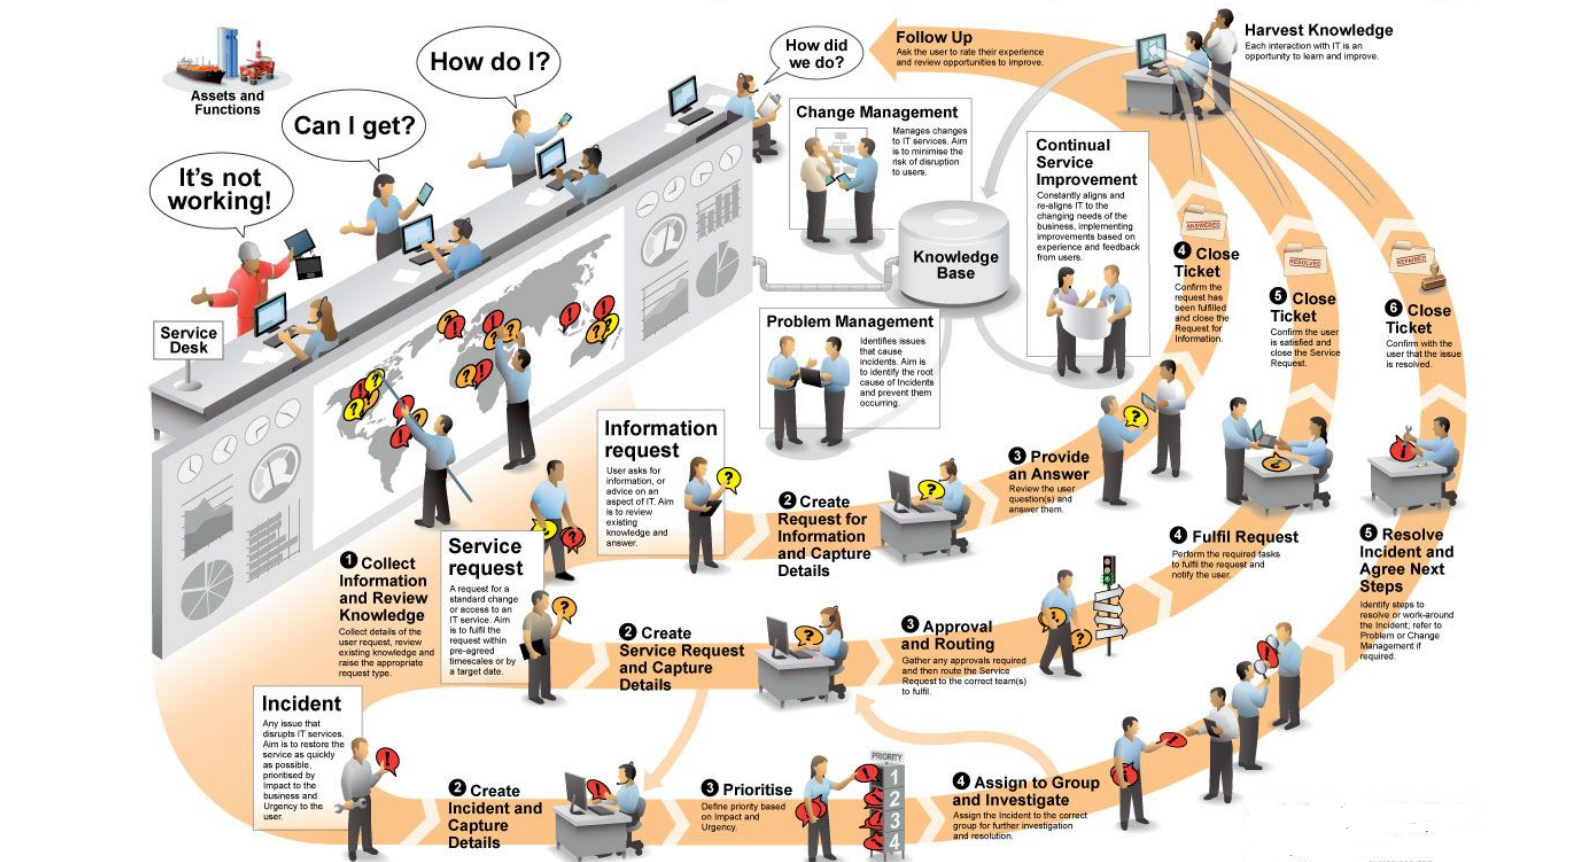 Assets and
Functions
It's not
working!
Can I get?
How do I?
How did
we do?
Service
Desk
Follow Up
Ask the user to rate their experience
and review opportunities to improve.
Harvest Knowledge
Each interaction with IT is an
opportunity to learn and improve.
Change Management
Manages changes
to IT services. Aim
is to minimise the
risk of disruption
to users.
Continual
Service
Improvement
Constantly aligns and
re-aligns IT to the
changing needs of the
business, implementing
improvements based on
experience and feedback
from users.
Knowledge
Base
Problem Management
Identifies issues
that cause
incidents. Aim is
to identify the root
cause of Incidents
and prevent them
occurring.
1 Collect
Information
and Review
Knowledge
Collect details of the
user request, review
existing knowledge and
raise the appropriate
request type.
Information
request
User asks for
information, or
advice on an
aspect of IT. Aim
is to review
existing
knowledge and
answer.
2 Create
Request for
Information
and Capture
Details
3 Provide
an Answer
Review the user
question(s) and
answer them.
ANSWERED
4 Close
Ticket
Confirm the
request has
been fulfilled
and close the
Request for
Information.
Service
request
A request for a
standard change
or access to an
IT service. Aim
is to fulfil the
request within
pre-agreed
timescales or by
a target date.
2 Create
Service Request
and Capture
Details
3 Approval
and Routing
Gather any approvals required
and then route the Service
Request to the correct team(s)
to fulfil.
4 Fulfil Request
Perform the required tasks
to fulfil the request and
notify the user.
RESOLVED
5 Close
Ticket
Confirm the user
is satisfied and
close the Service
Request.
Incident
Any issue that
disrupts IT services.
Aim is to restore the
service as quickly
as possible,
prioritised by
Impact to the
business and
Urgency to the
user.
2 Create
Incident and
Capture
Details
3 Prioritise
Define priority based
on Impact and
Urgency.
PRIORITY
1
2
3
4
4 Assign to Group
and Investigate
Assign the Incident to the correct
group for further investigation
and resolution.
5 Resolve
Incident and
Agree Next
Steps
Identify steps to
resolve or work-around
the Incident; refer to
Problem or Change
Management if
required.
REPAIRED
6 Close
Ticket
Confirm with the
user that the issue
is resolved.